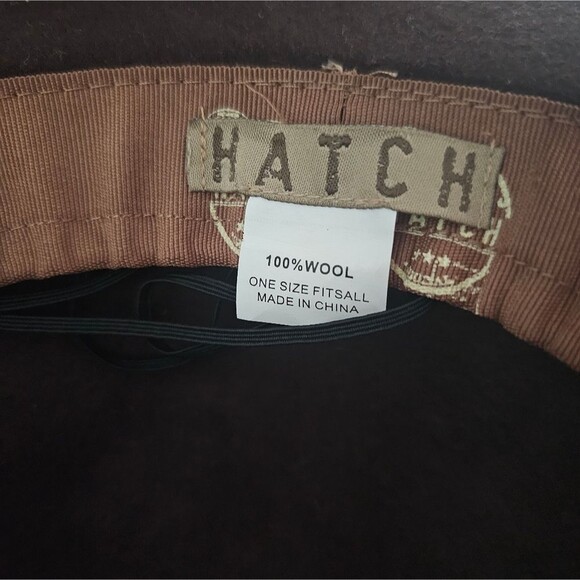 HATCH
100%WOOL
ONE SIZE FITSALL
MADE IN CHINA